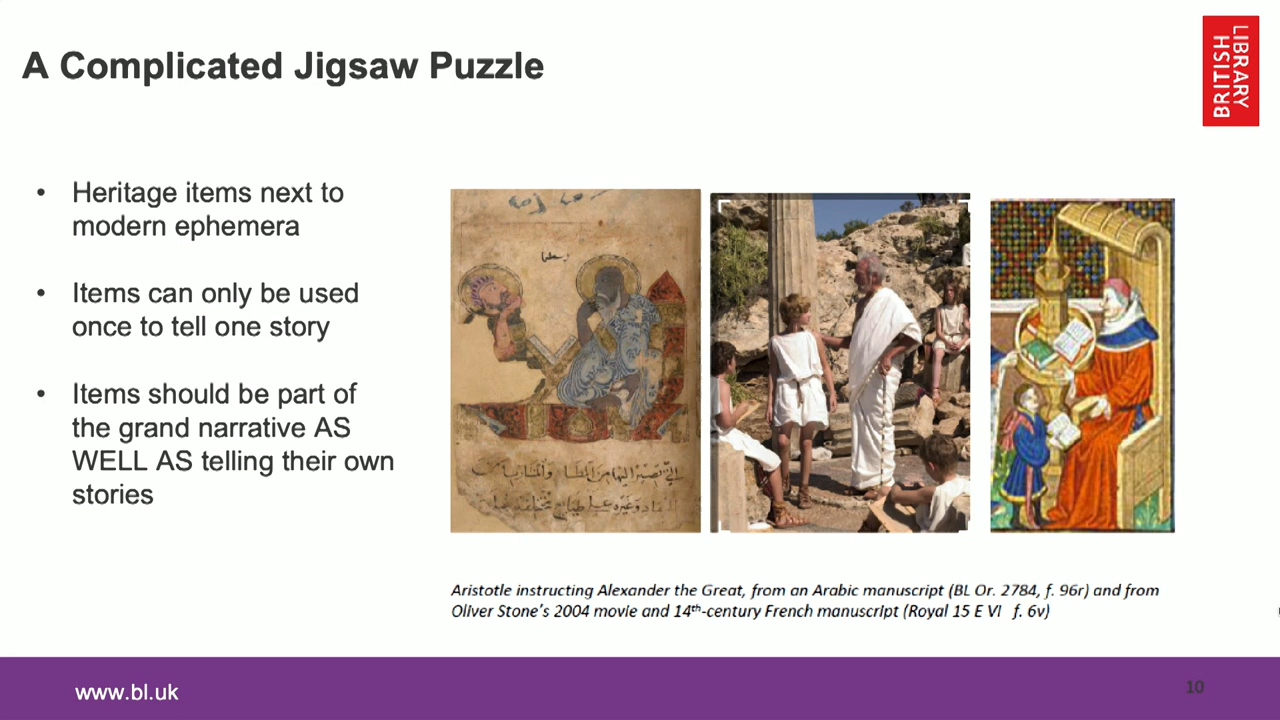 A Complicated Jigsaw Puzzle
BRITISH
LIBRARY
• Heritage items next to
modern ephemera
• Items can only be used
once to tell one story
• Items should be part of
the grand narrative AS
WELL AS telling their own
stories
Aristotle instructing Alexander the Great, from an Arabic manuscript (BL Or. 2784, f. 96r) and from
Oliver Stone's 2004 movie and 14th-century French manuscript (Royal 15 E VI f. 6v)
www.bl.uk
10